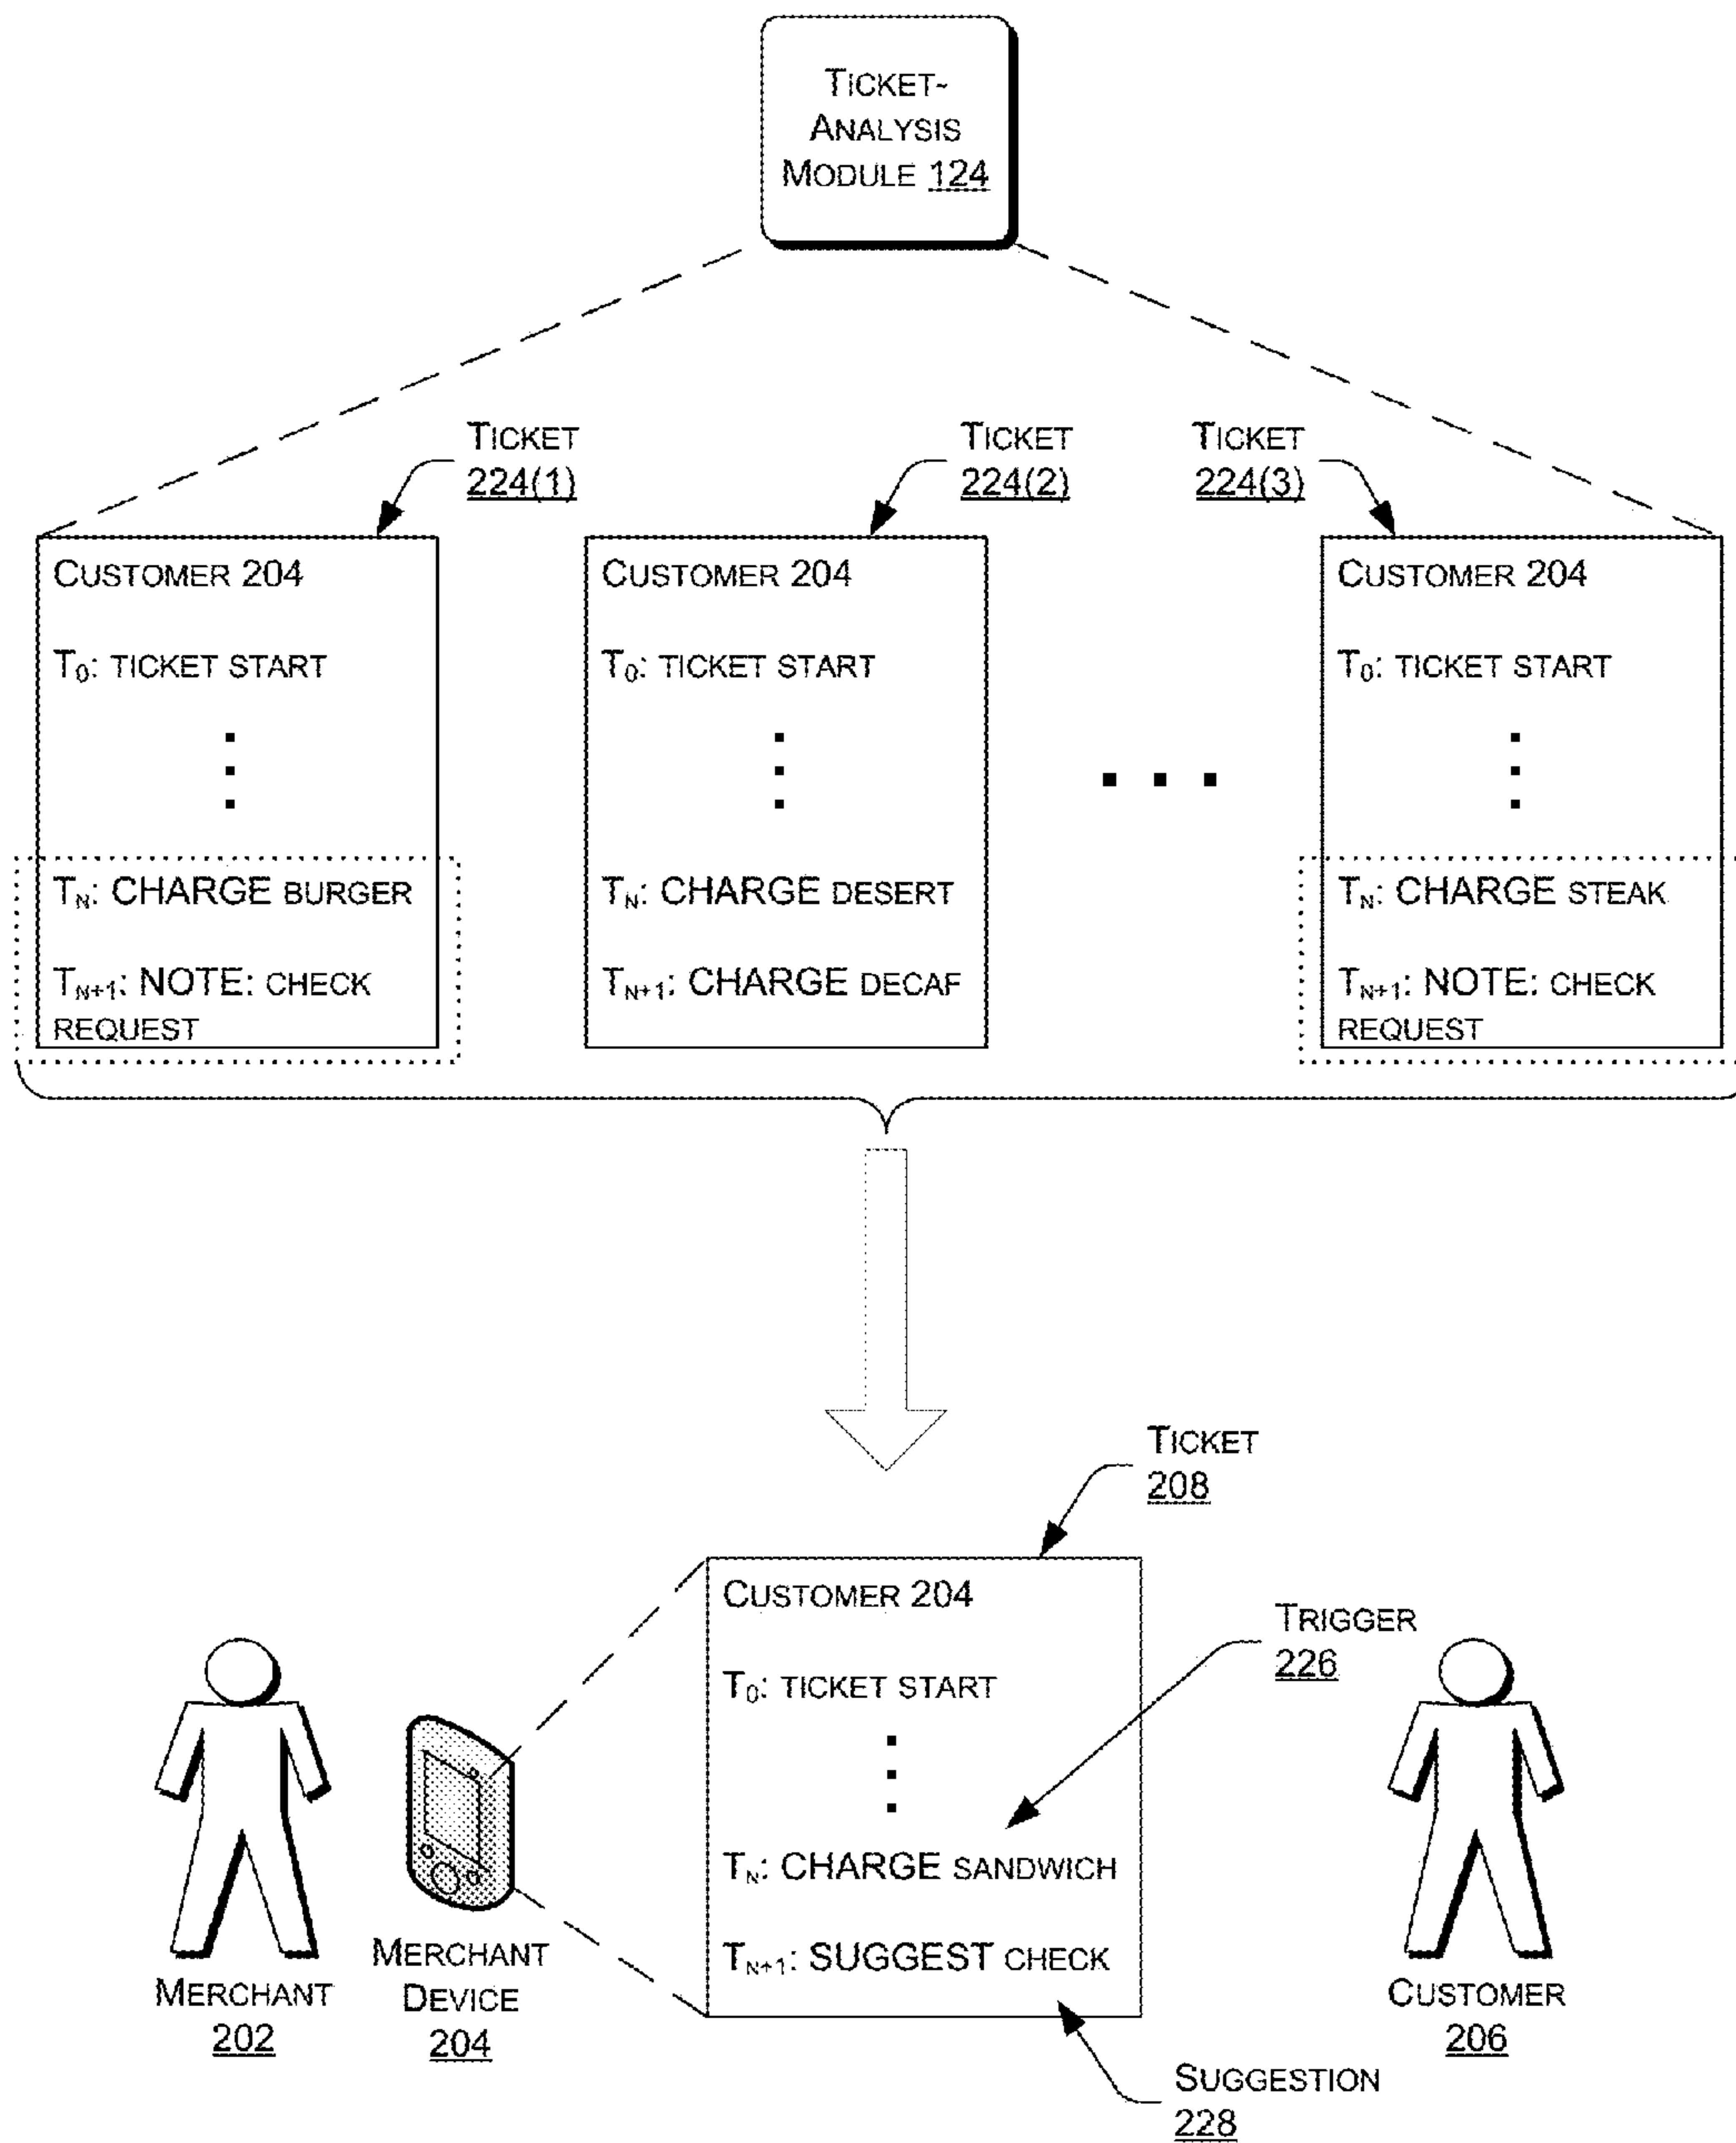 TICKET-
ANALYSIS
MODULE 124
TICKET
224(1)
TICKET
224(2)
TICKET
224(3)
CUSTOMER 204
T0: TICKET START
TN: CHARGE BURGER
TN+1: NOTE: CHECK
REQUEST
CUSTOMER 204
T0: TICKET START
TN: CHARGE DESERT
TN+1: CHARGE DECAF
CUSTOMER 204
T0: TICKET START
TN: CHARGE STEAK
TN+1: NOTE: CHECK
REQUEST
TICKET
208
CUSTOMER 204
T0: TICKET START
TN: CHARGE SANDWICH
TN+1: SUGGEST CHECK
TRIGGER
226
MERCHANT
202
MERCHANT
DEVICE
204
CUSTOMER
206
SUGGESTION
228